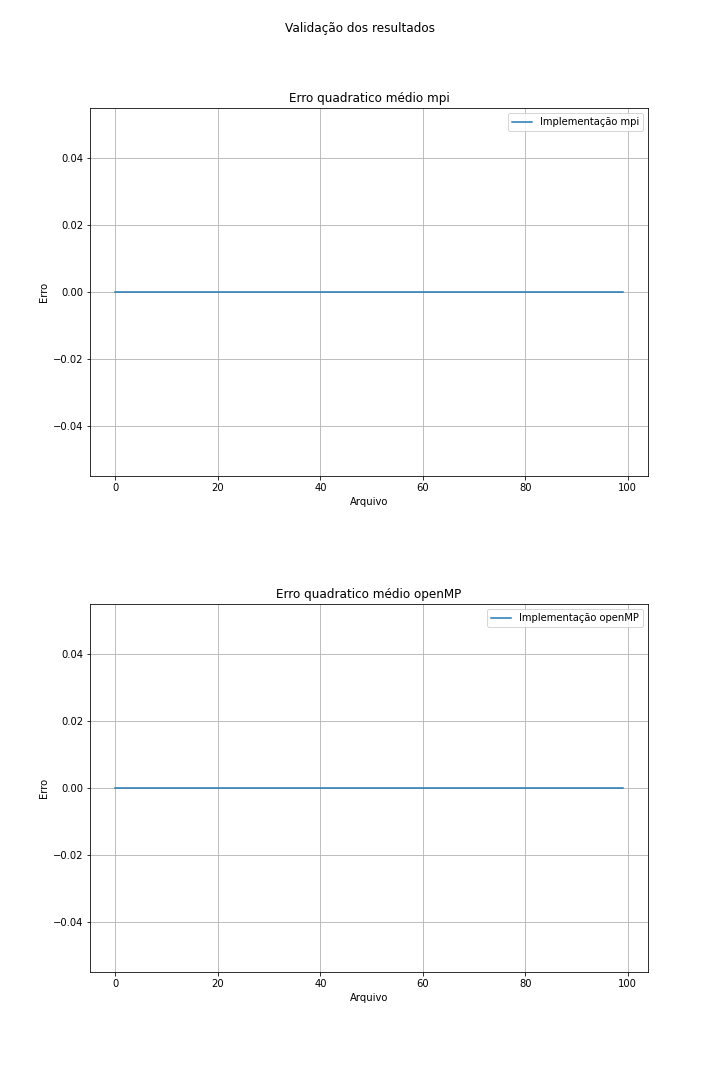 Validação dos resultados
Erro quadratico médio mpi
Implementação mpi
0.04
0.02
0.00
−0.02
−0.04
Erro
0 20 40 60 80 100
Arquivo
Erro quadratico médio openMP
Implementação openMP
0.04
0.02
0.00
−0.02
−0.04
Erro
0 20 40 60 80 100
Arquivo